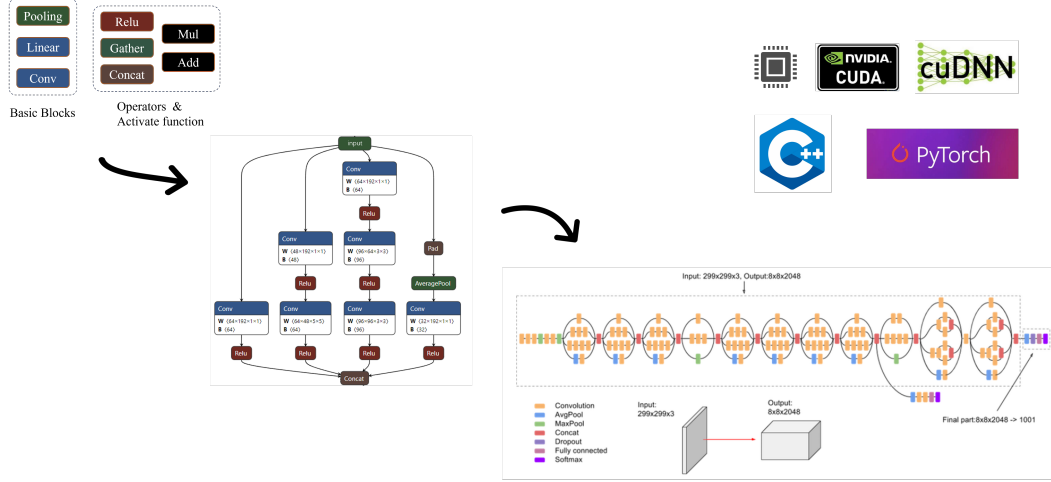 Pooling
Linear
Conv
Basic Blocks
Relu
Gather
Concat
Mul
Add
Operators &
Activate function
NVIDIA.
CUDA.
cuDNN
C++
PyTorch
input
Conv
W (64×192×1×1)
B (64)
Relu
Conv
W (48×192×1×1)
B (48)
Conv
W (96×64×3×3)
B (96)
Pad
Relu
Relu
AveragePool
Conv
W (64×192×1×1)
B (64)
Conv
W (64×48×5×5)
B (64)
Conv
W (96×96×3×3)
B (96)
Conv
W (32×192×1×1)
B (32)
Relu
Relu
Relu
Relu
Concat
Input: 299x299x3, Output:8x8x2048
Convolution
AvgPool
MaxPool
Concat
Dropout
Fully connected
Softmax
Input:
299x299x3
Output:
8x8x2048
Final part:8x8x2048 -> 1001